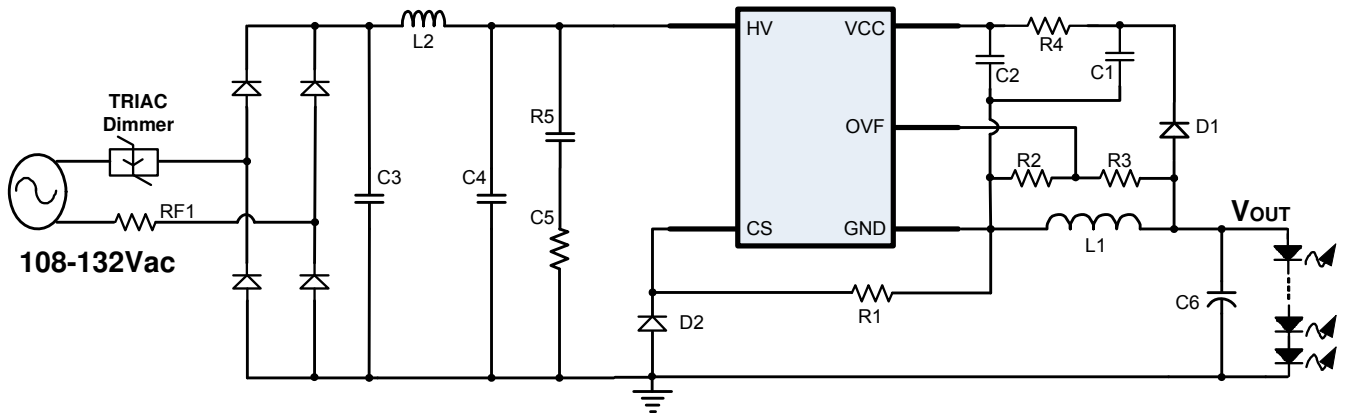 L2
HV
VCC
R4
C2
C1
TRIAC
Dimmer
R5
OVF
D1
R2
R3
C3
C4
RF1
C5
CS
GND
VOUT
L1
108-132Vac
R1
C6
D2